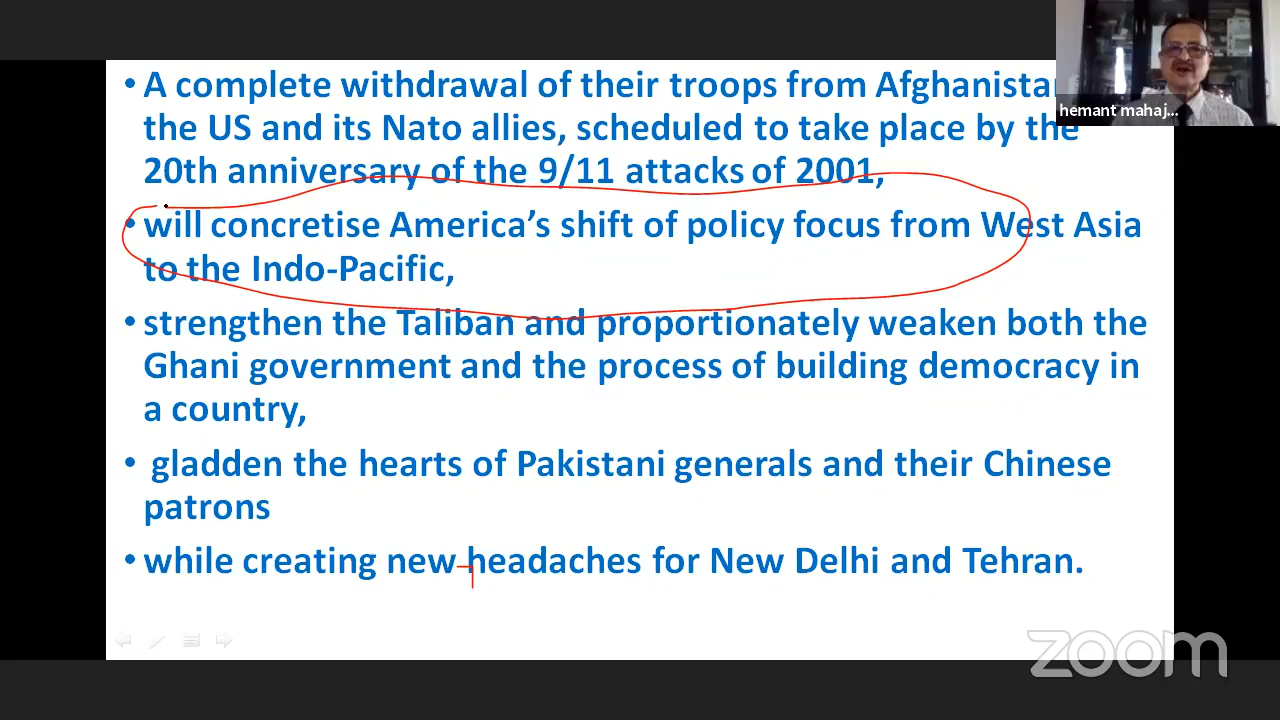 • A complete withdrawal of their troops from Afghanistan
the US and its Nato allies, scheduled to take place by the
20th anniversary of the 9/11 attacks of 2001,
• will concretise America's shift of policy focus from West Asia
to the Indo-Pacific,
• strengthen the Taliban and proportionately weaken both the
Ghani government and the process of building democracy in
a country,
• gladden the hearts of Pakistani generals and their Chinese
patrons
• while creating new headaches for New Delhi and Tehran.
hemant mahaj...
zoom